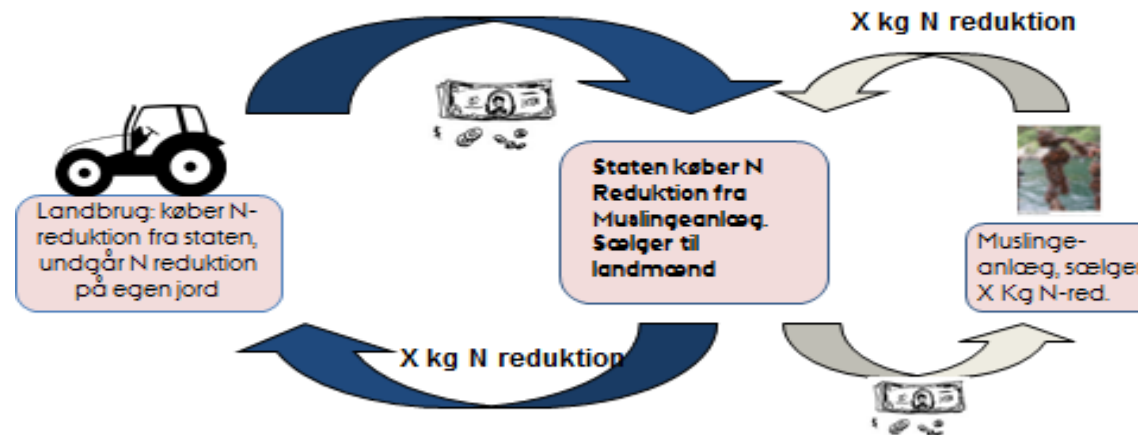 X kg N reduktion
Landbrug: køber N-
reduktion fra staten,
undgår N reduktion
på egen jord
Staten køber N
Reduktion fra
Muslingeanlæg.
Sælger til
landmænd
Muslinge-
anlæg, sælger
X Kg N-red.
X kg N reduktion